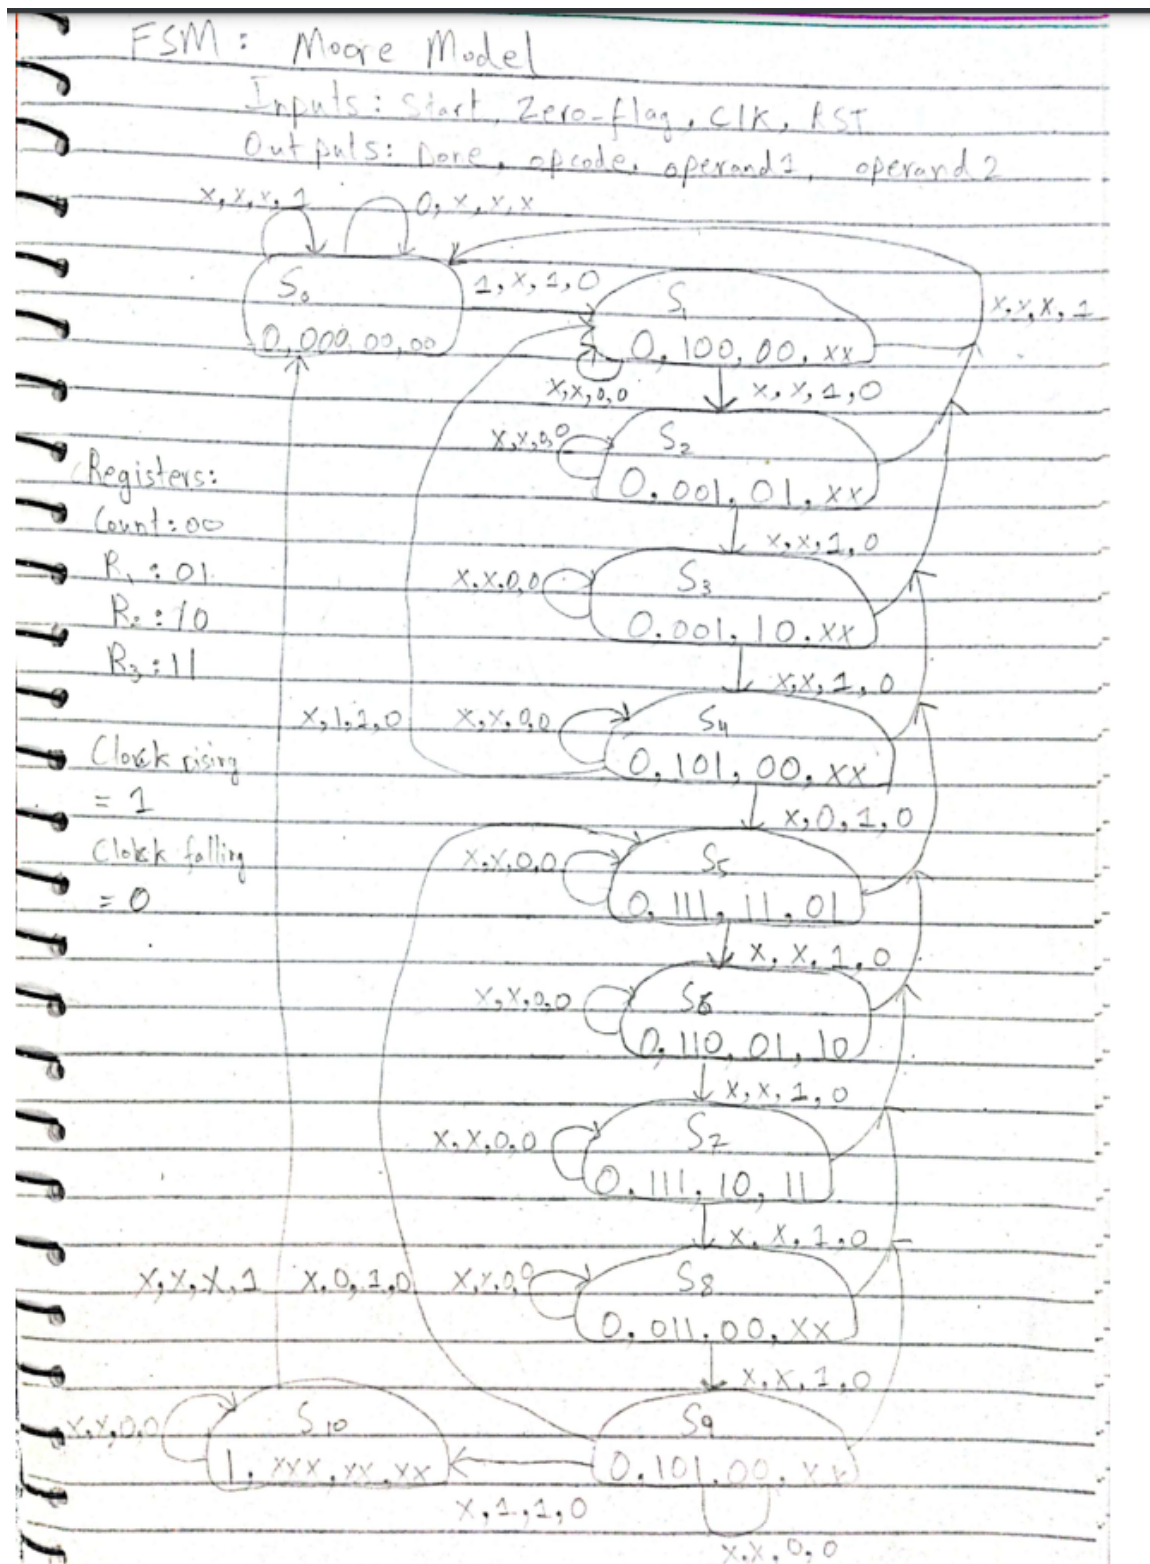 FSM: Moore Model
Inputs: Start, Zero-flag, Clk, RST
Outputs: Done, opcode, operand1, operand2
x,x,x,1
0,x,x,x
S0
0,000,00,00
1,x,1,0
S1
0,100,00,xx
x,x,x,1
x,x,0,0
x,x,1,0
x,x,0,0
S2
0.001,01,xx
Registers:
Count:00
R1:01
R2:10
R3:11
x,x,1,0
x,x,0,0
S3
0.001,10.xx
x,x,1,0
x,1,1,0
x,x,0,0
S4
0,101,00,xx
Clock rising
= 1
Clock falling
= 0
x,0,1,0
x,x,0,0
S5
0,111,11,01
x,x,1,0
x,x,0,0
S6
0,110,01,10
x,x,1,0
x,x,0,0
S7
0,111,10,11
x,x,1,0
x,x,x,1
x,0,1,0
x,x,0,0
S8
0,011,00,xx
x,x,1,0
x,x,0,0
S10
1,xxx,xx,xx
S9
0,101,00,xx
x,1,1,0
x,x,0,0